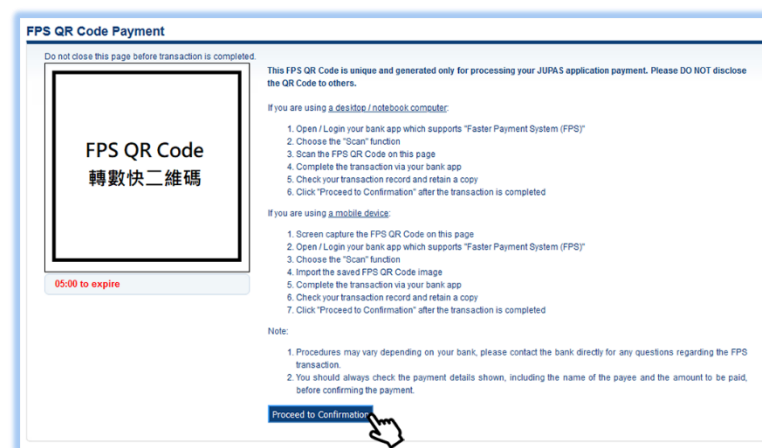 FPS QR Code Payment
Do not close this page before transaction is completed.
FPS QR Code
轉數快二維碼
05:00 to expire
This FPS QR Code is unique and generated only for processing your JUPAS application payment. Please DO NOT disclose
the QR Code to others.
If you are using a desktop / notebook computer:
1. Open / Login your bank app which supports "Faster Payment System (FPS)"
2. Choose the "Scan" function
3. Scan the FPS QR Code on this page
4. Complete the transaction via your bank app
5. Check your transaction record and retain a copy
6. Click "Proceed to Confirmation" after the transaction is completed
If you are using a mobile device:
1. Screen capture the FPS QR Code on this page
2. Open / Login your bank app which supports "Faster Payment System (FPS)"
3. Choose the "Scan" function
4. Import the saved FPS QR Code image
5. Complete the transaction via your bank app
6. Check your transaction record and retain a copy
7. Click "Proceed to Confirmation" after the transaction is completed
Note:
1. Procedures may vary depending on your bank, please contact the bank directly for any questions regarding the FPS
transaction.
2. You should always check the payment details shown, including the name of the payee and the amount to be paid,
before confirming the payment.
Proceed to Confirmation